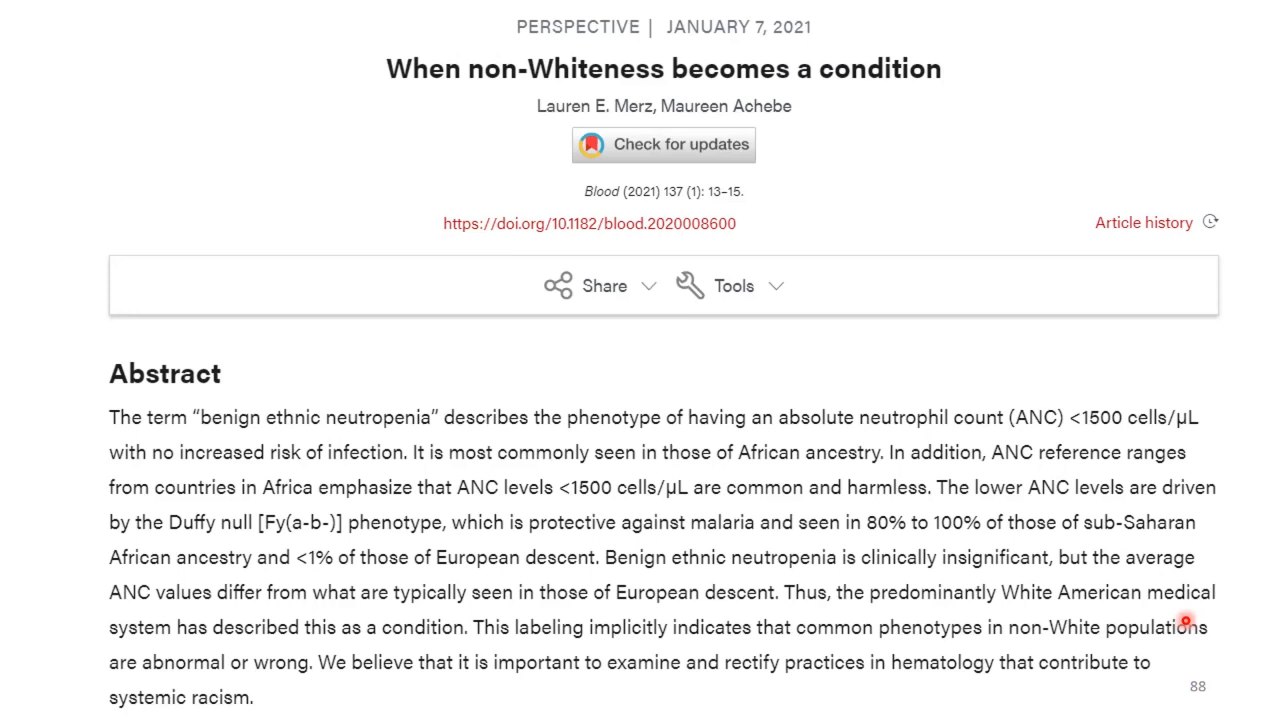 PERSPECTIVE | JANUARY 7, 2021
When non-Whiteness becomes a condition
Lauren E. Merz, Maureen Achebe
Check for updates
Blood (2021) 137 (1): 13–15.
https://doi.org/10.1182/blood.2020008600
Article history
Share
Tools
Abstract
The term “benign ethnic neutropenia” describes the phenotype of having an absolute neutrophil count (ANC) <1500 cells/μL
with no increased risk of infection. It is most commonly seen in those of African ancestry. In addition, ANC reference ranges
from countries in Africa emphasize that ANC levels <1500 cells/μL are common and harmless. The lower ANC levels are driven
by the Duffy null [Fy(a-b-)] phenotype, which is protective against malaria and seen in 80% to 100% of those of sub-Saharan
African ancestry and <1% of those of European descent. Benign ethnic neutropenia is clinically insignificant, but the average
ANC values differ from what are typically seen in those of European descent. Thus, the predominantly White American medical
system has described this as a condition. This labeling implicitly indicates that common phenotypes in non-White populations
are abnormal or wrong. We believe that it is important to examine and rectify practices in hematology that contribute to
systemic racism.
88